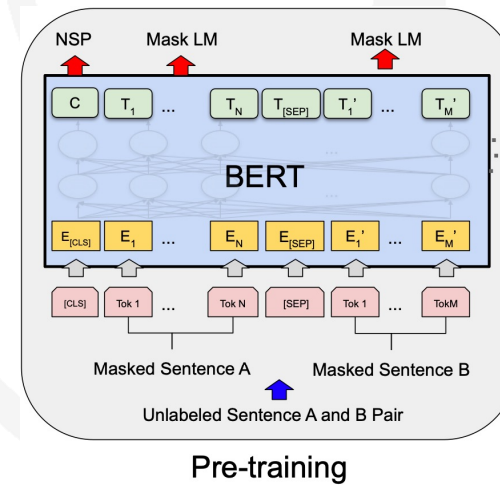 NSP Mask LM Mask LM
C T1 ... TN T[SEP] T1' ... TM'
BERT
E[CLS] E1 ... EN E[SEP] E1' ... EM'
[CLS] Tok 1 ... Tok N [SEP] Tok 1 ... TokM
Masked Sentence A Masked Sentence B
Unlabeled Sentence A and B Pair
Pre-training